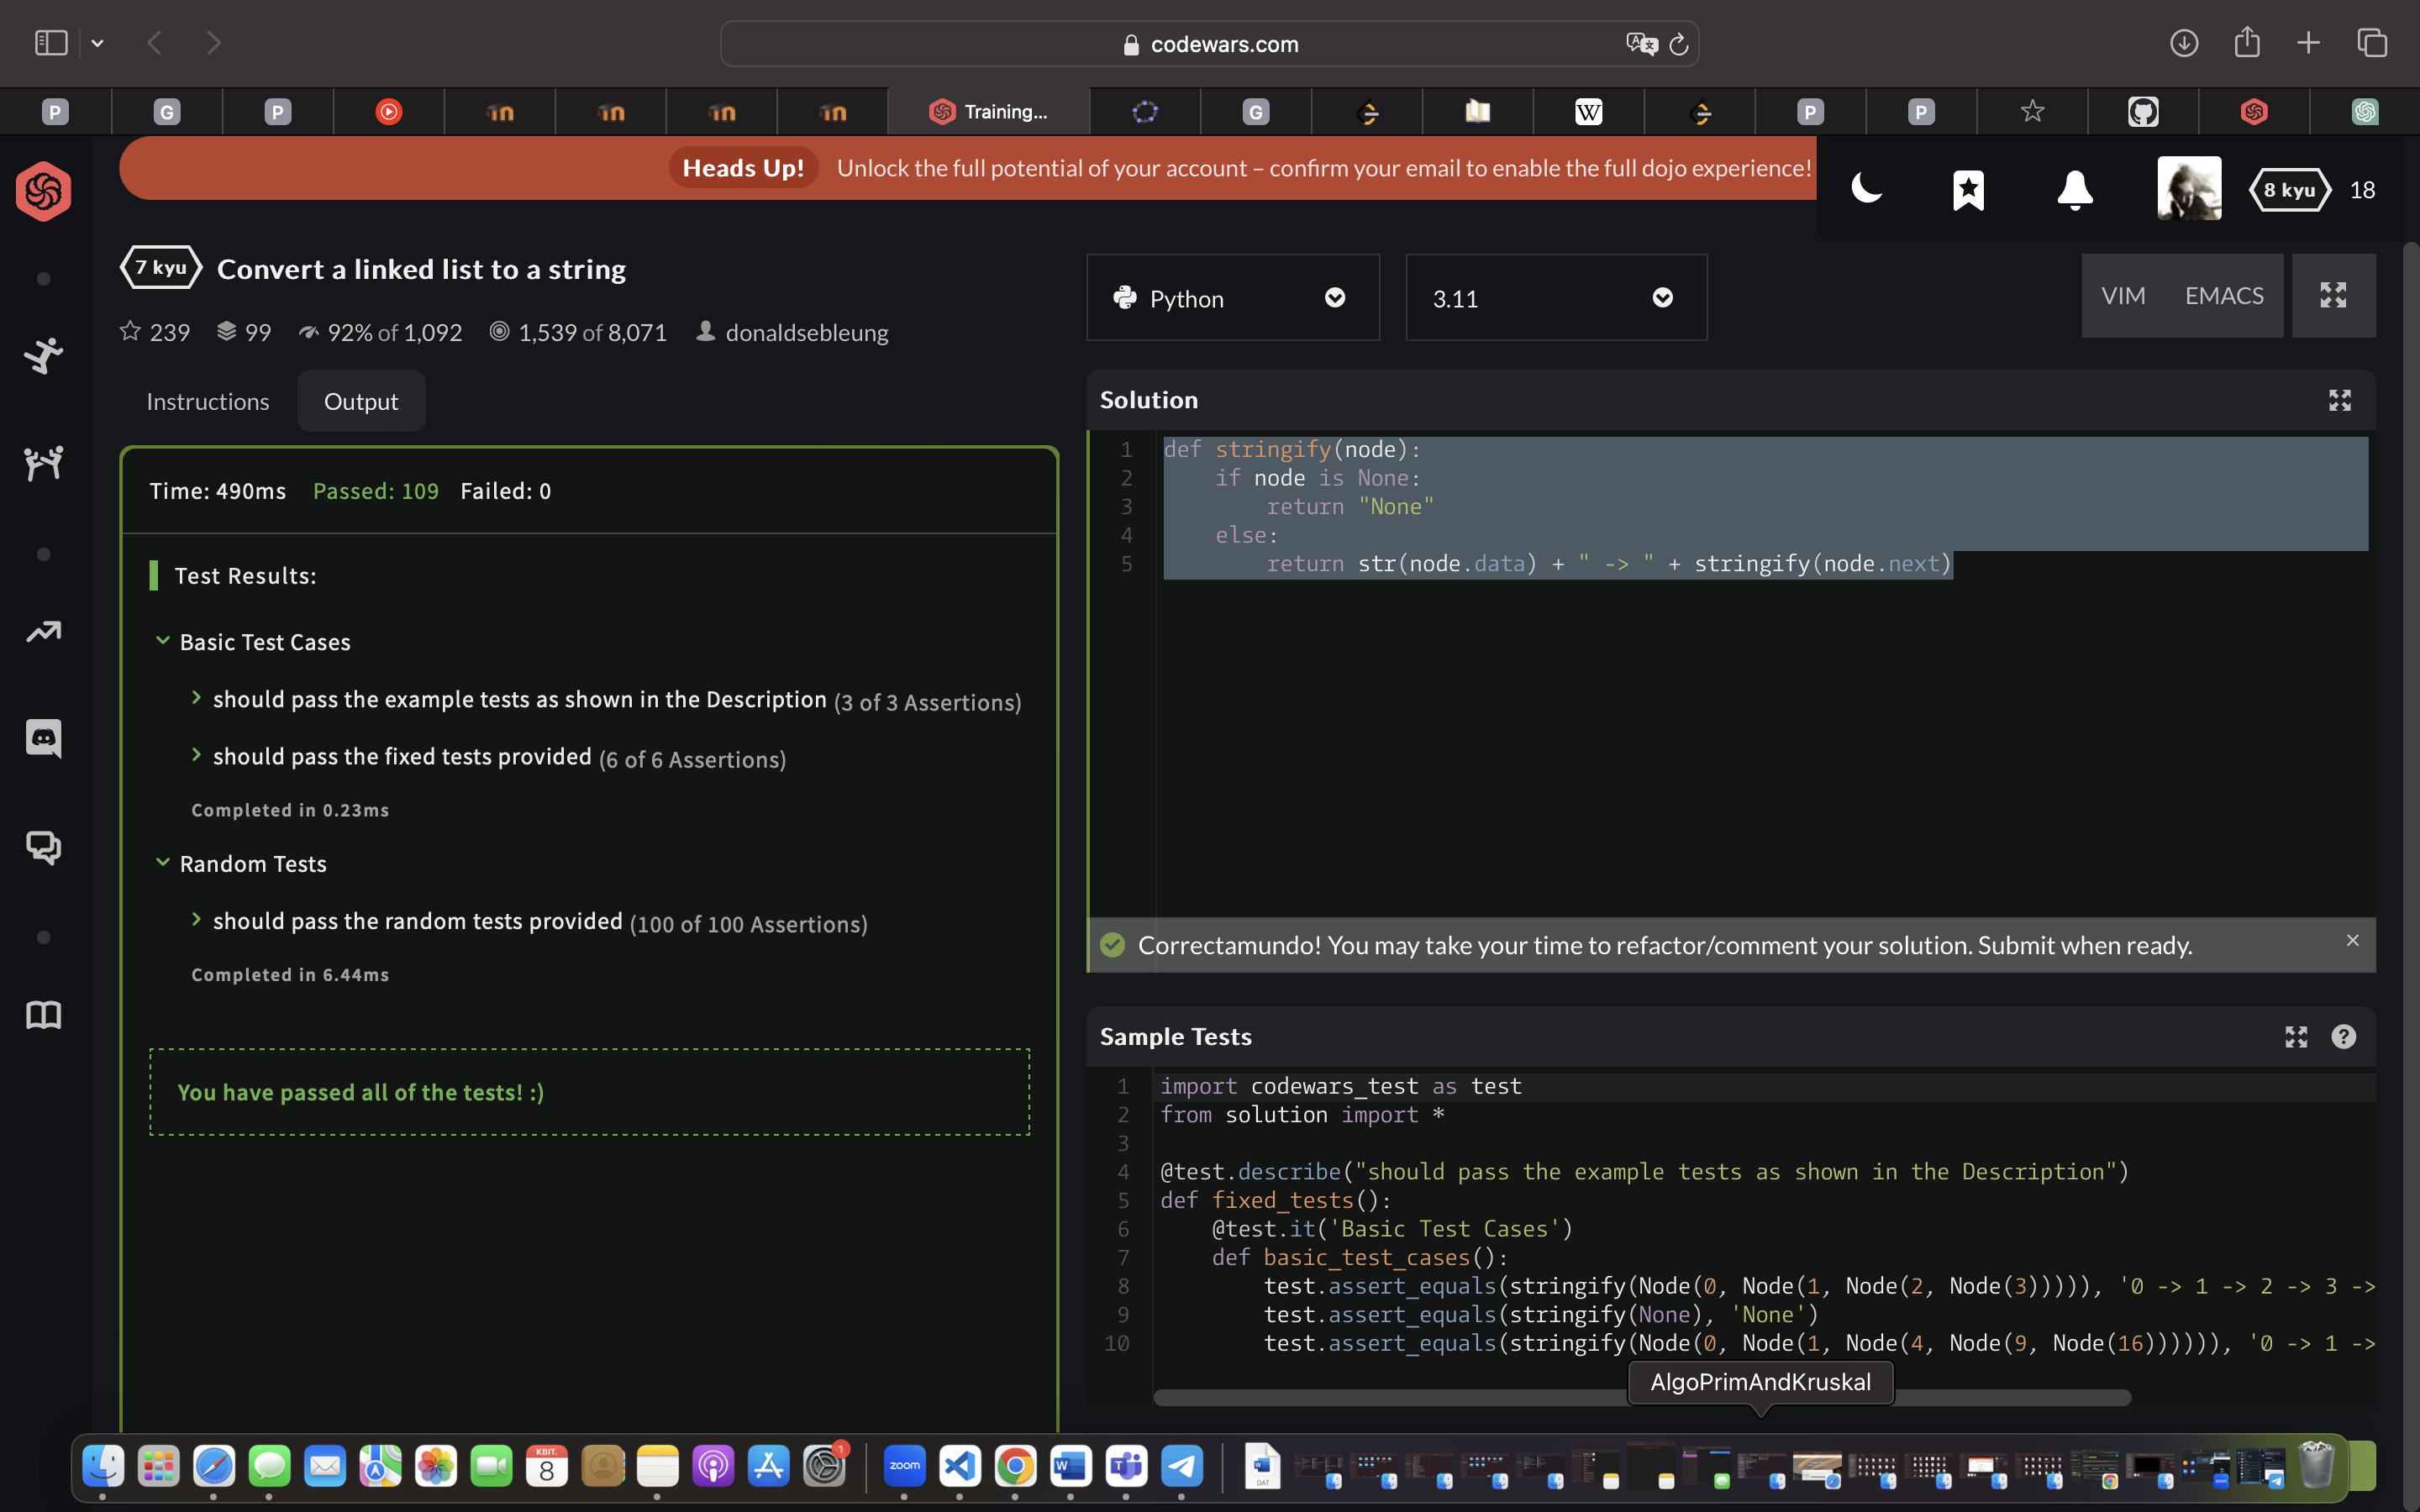 codewars.com
P
G
P
Training...
G
W
P
P
Heads Up! Unlock the full potential of your account – confirm your email to enable the full dojo experience!
8 kyu 18
7 kyu Convert a linked list to a string
239 99 92% of 1,092 1,539 of 8,071 donaldsebleung
Python
3.11
VIM EMACS
Instructions Output
Time: 490ms Passed: 109 Failed: 0
Test Results:
Basic Test Cases
should pass the example tests as shown in the Description (3 of 3 Assertions)
should pass the fixed tests provided (6 of 6 Assertions)
Completed in 0.23ms
Random Tests
should pass the random tests provided (100 of 100 Assertions)
Completed in 6.44ms
You have passed all of the tests! :)
Solution
1 def stringify(node):
2     if node is None:
3         return "None"
4     else:
5         return str(node.data) + " -> " + stringify(node.next)
Correctamundo! You may take your time to refactor/comment your solution. Submit when ready.
Sample Tests
1 import codewars_test as test
2 from solution import *
3
4 @test.describe("should pass the example tests as shown in the Description")
5 def fixed_tests():
6     @test.it('Basic Test Cases')
7     def basic_test_cases():
8         test.assert_equals(stringify(Node(0, Node(1, Node(2, Node(3))))), '0 -> 1 -> 2 -> 3 ->
9         test.assert_equals(stringify(None), 'None')
10         test.assert_equals(stringify(Node(0, Node(1, Node(4, Node(9, Node(16)))))), '0 -> 1 ->
AlgoPrimAndKruskal
КВІТ.
8
1
zoom
W
DAT